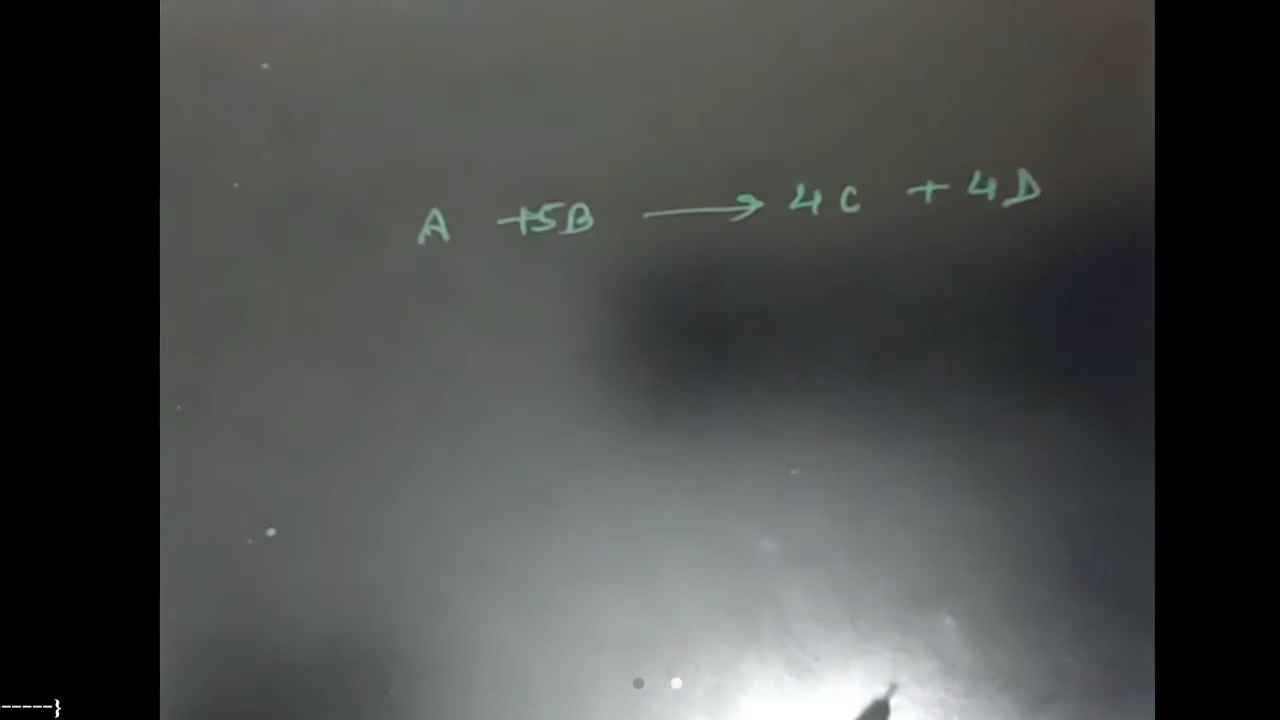 A +5B ⟶ 4C + 4D
-----}